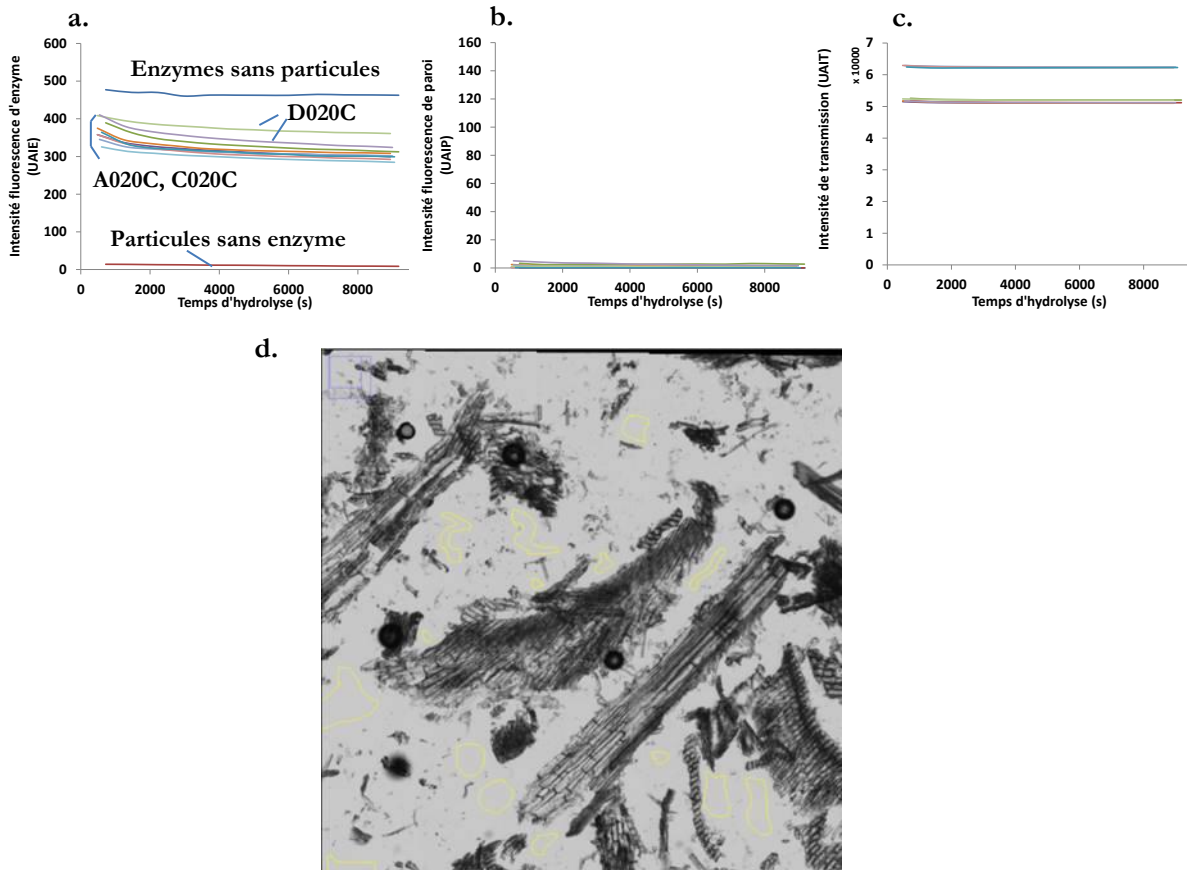 a.
Intensité fluorescence d'enzyme
(UAIE)
600
500
400
300
200
100
0
Enzymes sans particules
D020C
A020C, C020C
Particules sans enzyme
0
2000
4000
6000
8000
Temps d'hydrolyse (s)
b.
Intensité fluorescence de paroi
(UAIP)
160
140
120
100
80
60
40
20
0
0
2000
4000
6000
8000
Temps d'hydrolyse (s)
c.
Intensité de transmission (UAIT)
x 10000
7
6
5
4
3
2
1
0
0
2000
4000
6000
8000
Temps d'hydrolyse (s)
d.